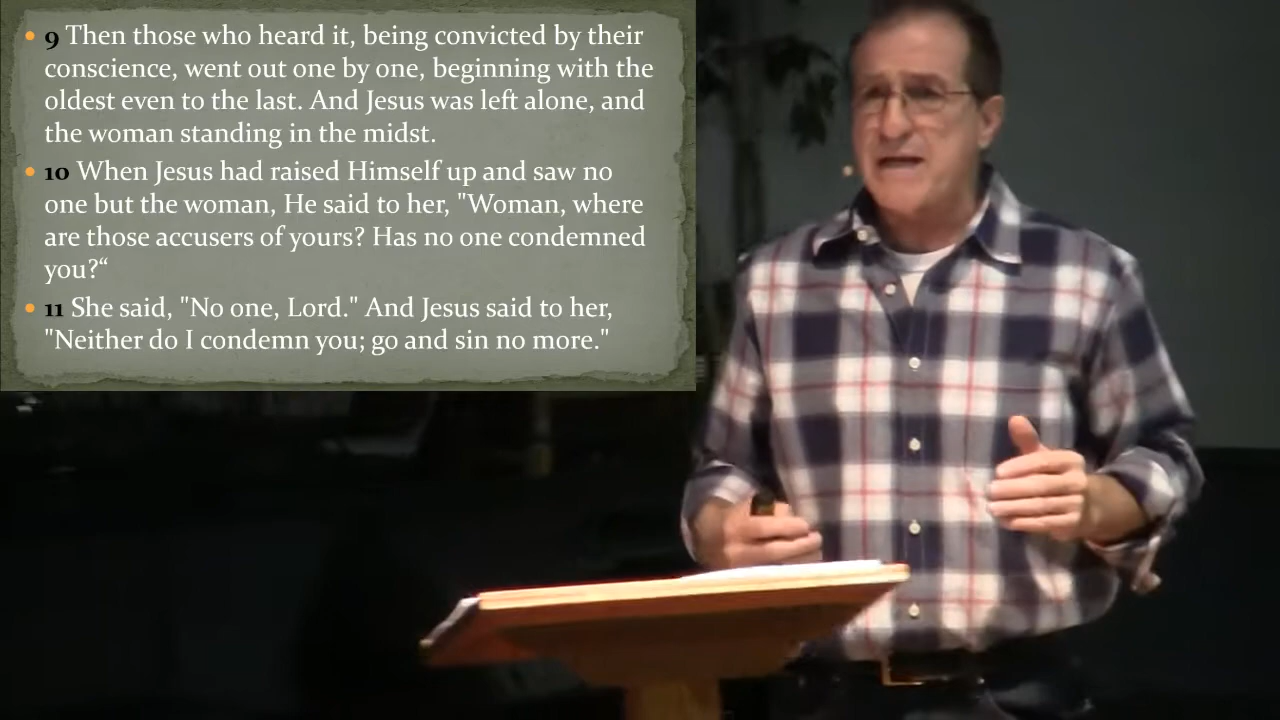 • 9 Then those who heard it, being convicted by their
conscience, went out one by one, beginning with the
oldest even to the last. And Jesus was left alone, and
the woman standing in the midst.
• 10 When Jesus had raised Himself up and saw no
one but the woman, He said to her, "Woman, where
are those accusers of yours? Has no one condemned
you?“
• 11 She said, "No one, Lord." And Jesus said to her,
"Neither do I condemn you; go and sin no more."